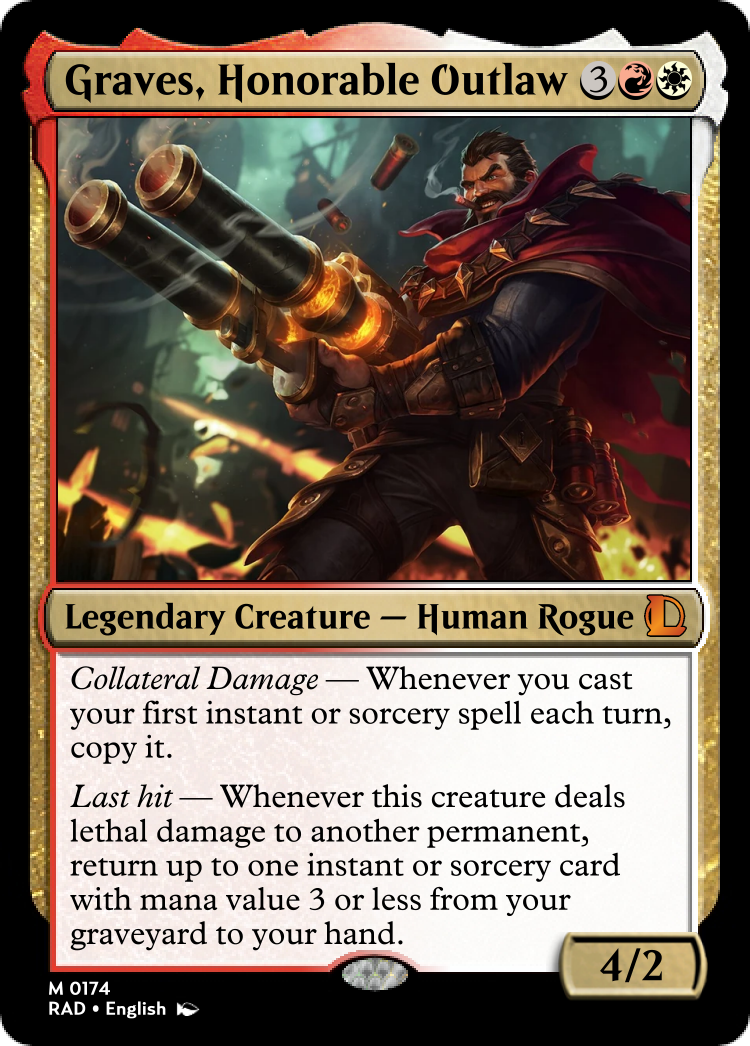 Graves, Honorable Outlaw 3
Legendary Creature — Human Rogue
Collateral Damage — Whenever you cast
your first instant or sorcery spell each turn,
copy it.
Last hit — Whenever this creature deals
lethal damage to another permanent,
return up to one instant or sorcery card
with mana value 3 or less from your
graveyard to your hand.
4/2
M 0174
RAD • English